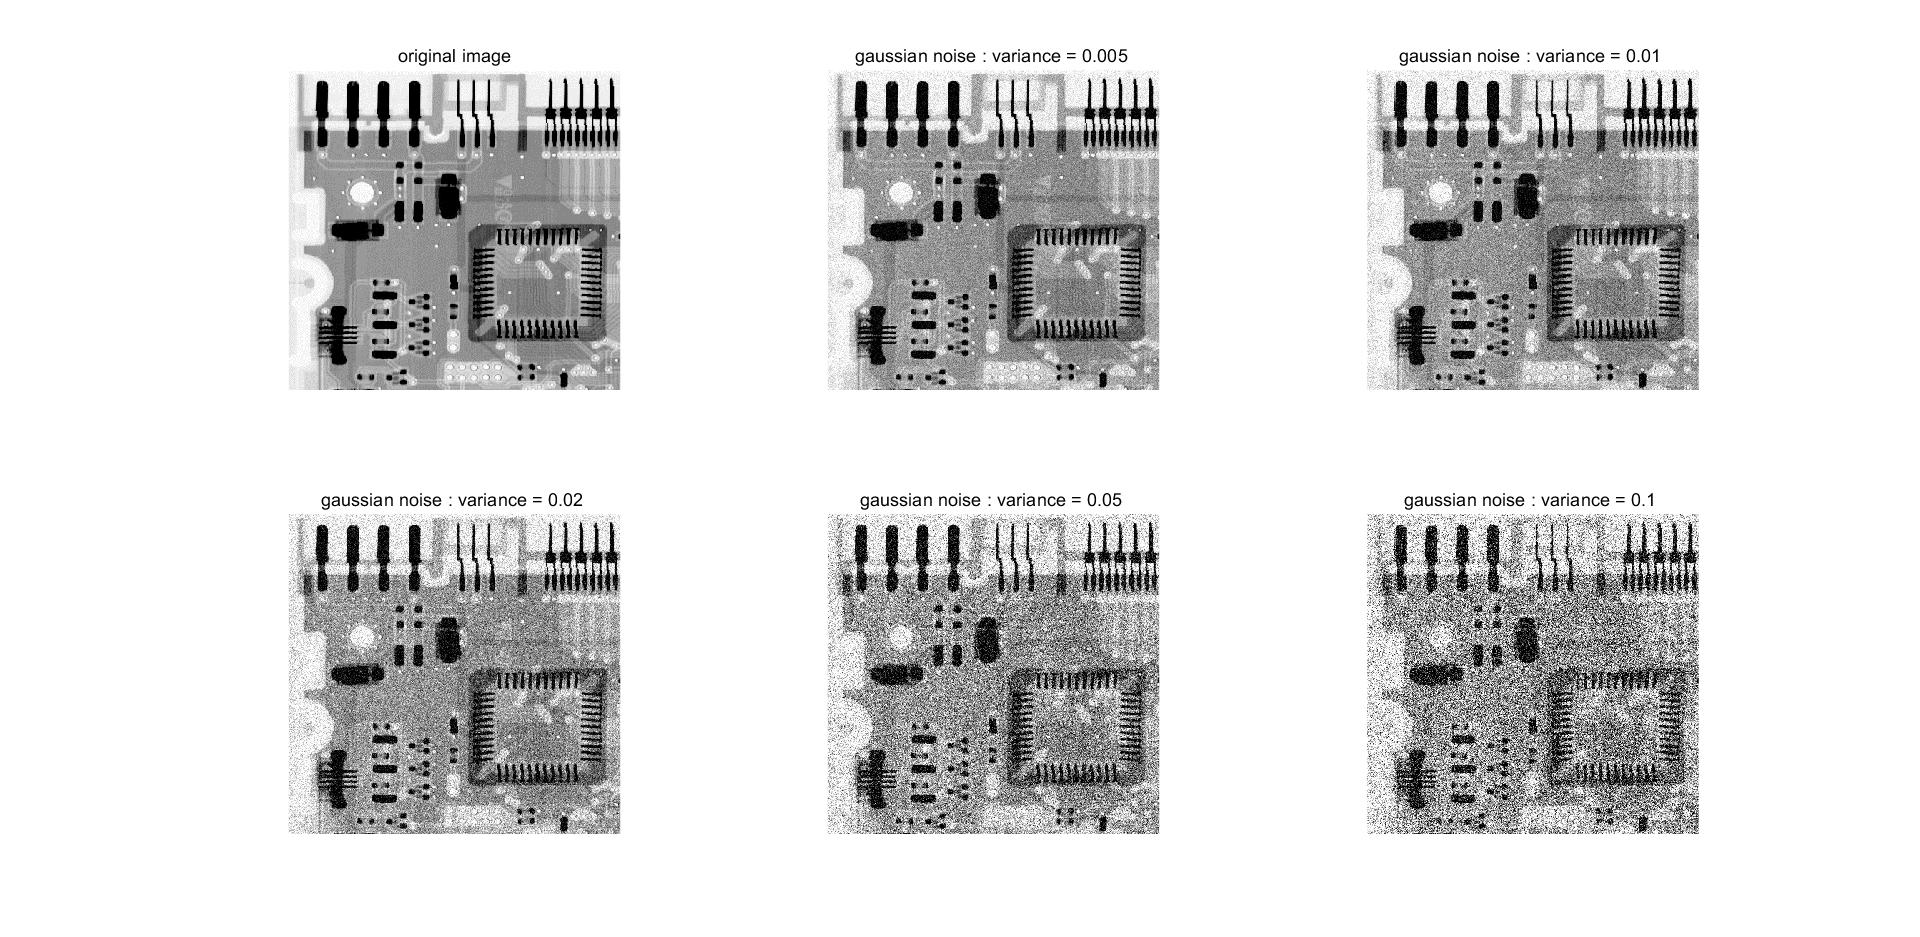 original image
gaussian noise : variance = 0.005
gaussian noise : variance = 0.01
gaussian noise : variance = 0.02
gaussian noise : variance = 0.05
gaussian noise : variance = 0.1